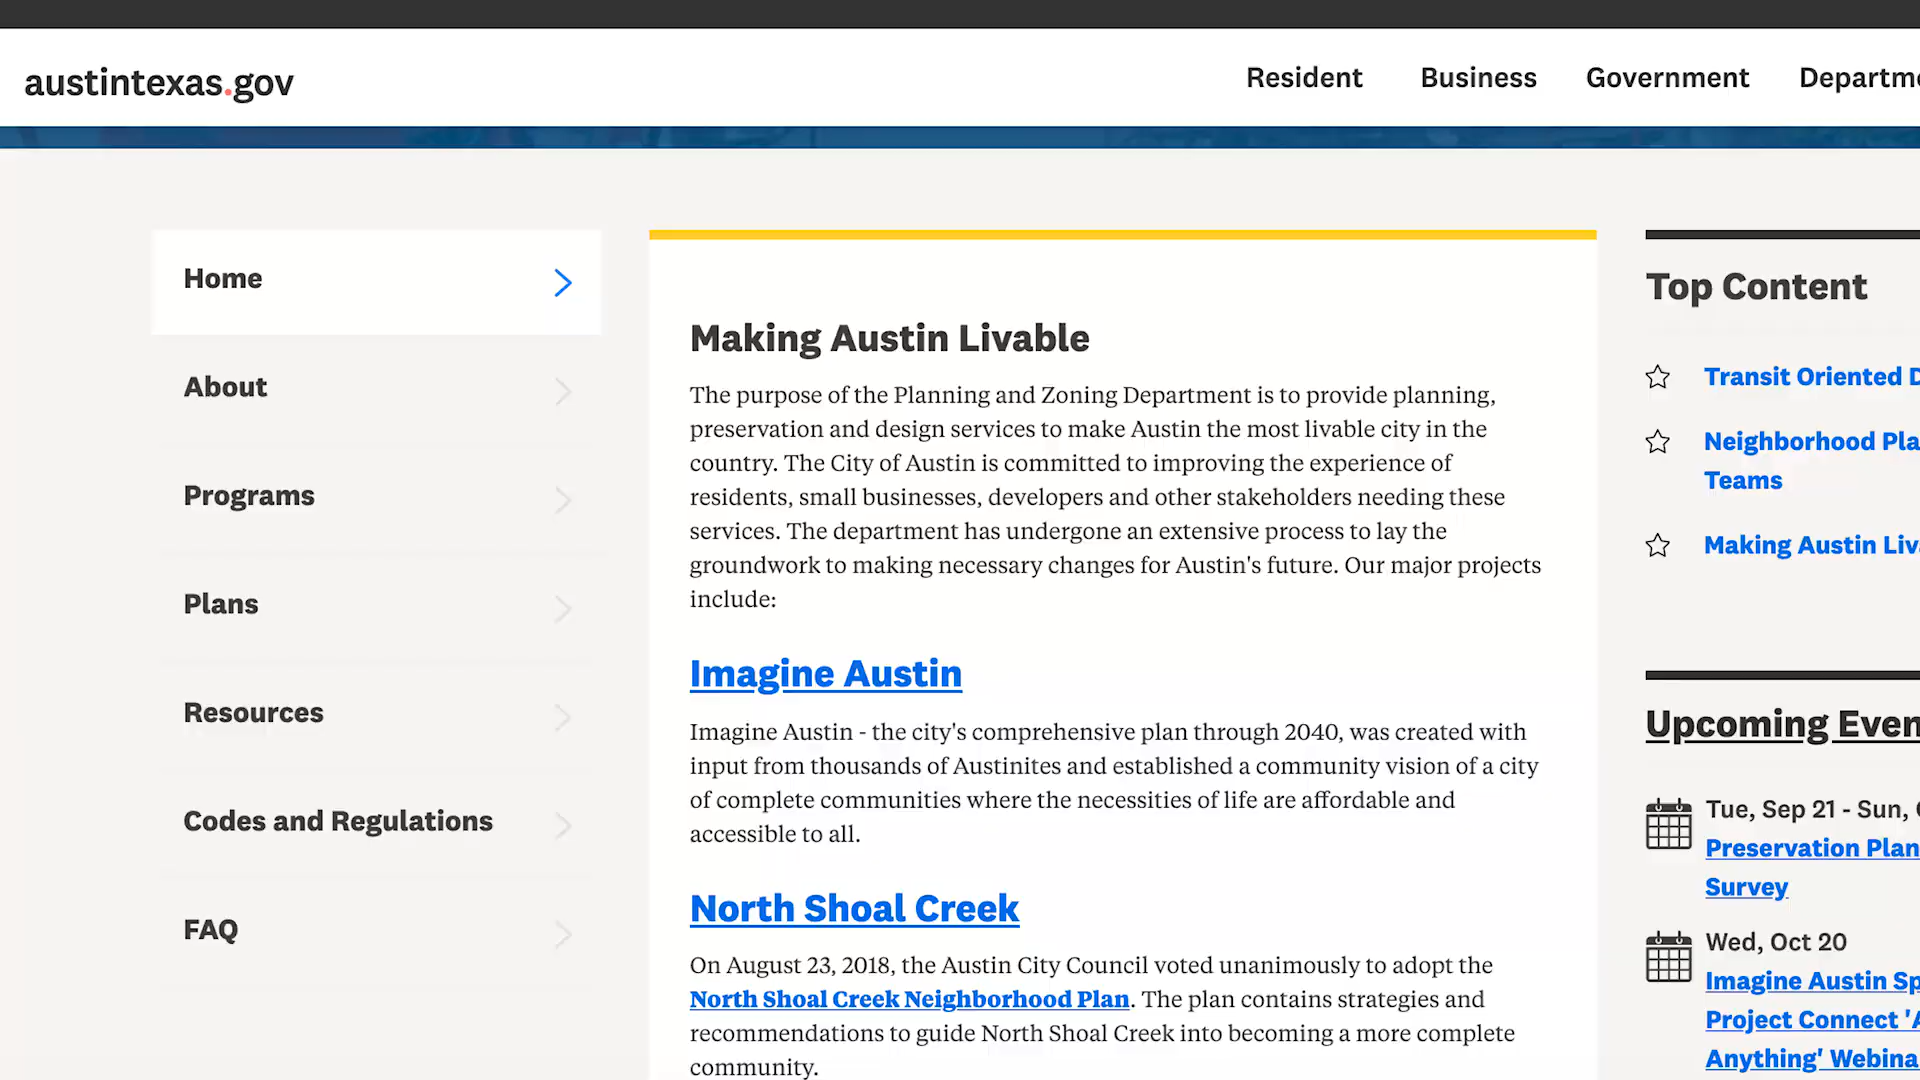 austintexas.gov
Resident Business Government
Home
About
Programs
Plans
Resources
Codes and Regulations
FAQ
Making Austin Livable
The purpose of the Planning and Zoning Department is to provide planning,
preservation and design services to make Austin the most livable city in the
country. The City of Austin is committed to improving the experience of
residents, small businesses, developers and other stakeholders needing these
services. The department has undergone an extensive process to lay the
groundwork to making necessary changes for Austin's future. Our major projects
include:
Imagine Austin
Imagine Austin - the city's comprehensive plan through 2040, was created with
input from thousands of Austinites and established a community vision of a city
of complete communities where the necessities of life are affordable and
accessible to all.
North Shoal Creek
On August 23, 2018, the Austin City Council voted unanimously to adopt the
North Shoal Creek Neighborhood Plan. The plan contains strategies and
recommendations to guide North Shoal Creek into becoming a more complete
community.
Top Content
Transit Oriented
Neighborhood
Teams
Making Austin
Upcoming
Tue, Sep 21 - Sun,
Preservation Plan
Survey
Wed, Oct 20
Imagine Austin
Project Connect
Anything'